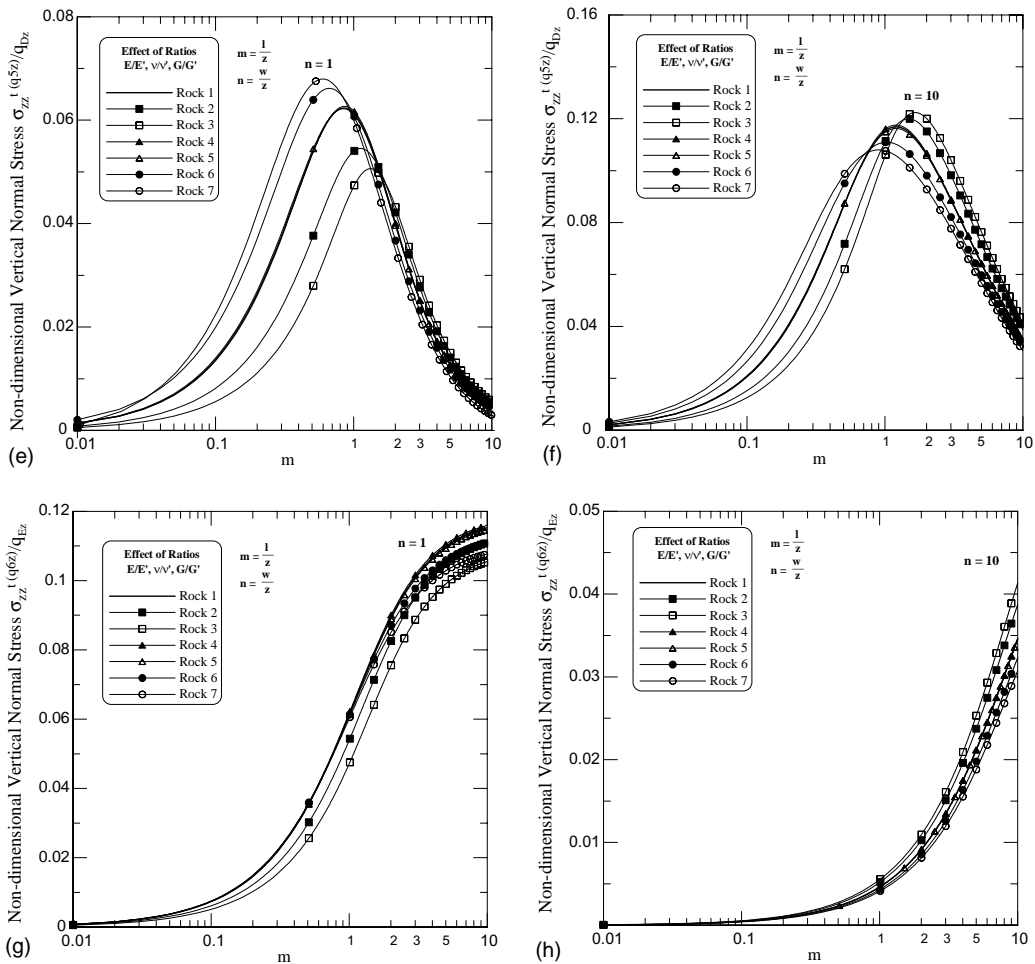 Non-dimensional Vertical Normal Stress σzz^t (q5z)/qDz
0.08
0.06
0.04
0.02
0
Effect of Ratios
E/E', ν/ν', G/G'
Rock 1
Rock 2
Rock 3
Rock 4
Rock 5
Rock 6
Rock 7
m = l/z
n = w/z
n = 1
0.01 0.1 1 2 3 5 10
m
(e)
Non-dimensional Vertical Normal Stress σzz^t (q5z)/qDz
0.16
0.12
0.08
0.04
0
Effect of Ratios
E/E', ν/ν', G/G'
Rock 1
Rock 2
Rock 3
Rock 4
Rock 5
Rock 6
Rock 7
m = l/z
n = w/z
n = 10
0.01 0.1 1 2 3 5 10
m
(f)
Non-dimensional Vertical Normal Stress σzz^t (q6z)/qEz
0.12
0.1
0.08
0.06
0.04
0.02
0
Effect of Ratios
E/E', ν/ν', G/G'
Rock 1
Rock 2
Rock 3
Rock 4
Rock 5
Rock 6
Rock 7
m = l/z
n = w/z
n = 1
0.01 0.1 1 2 3 5 10
m
(g)
Non-dimensional Vertical Normal Stress σzz^t (q6z)/qEz
0.05
0.04
0.03
0.02
0.01
0
Effect of Ratios
E/E', ν/ν', G/G'
Rock 1
Rock 2
Rock 3
Rock 4
Rock 5
Rock 6
Rock 7
m = l/z
n = w/z
n = 10
0.01 0.1 1 2 3 5 10
m
(h)